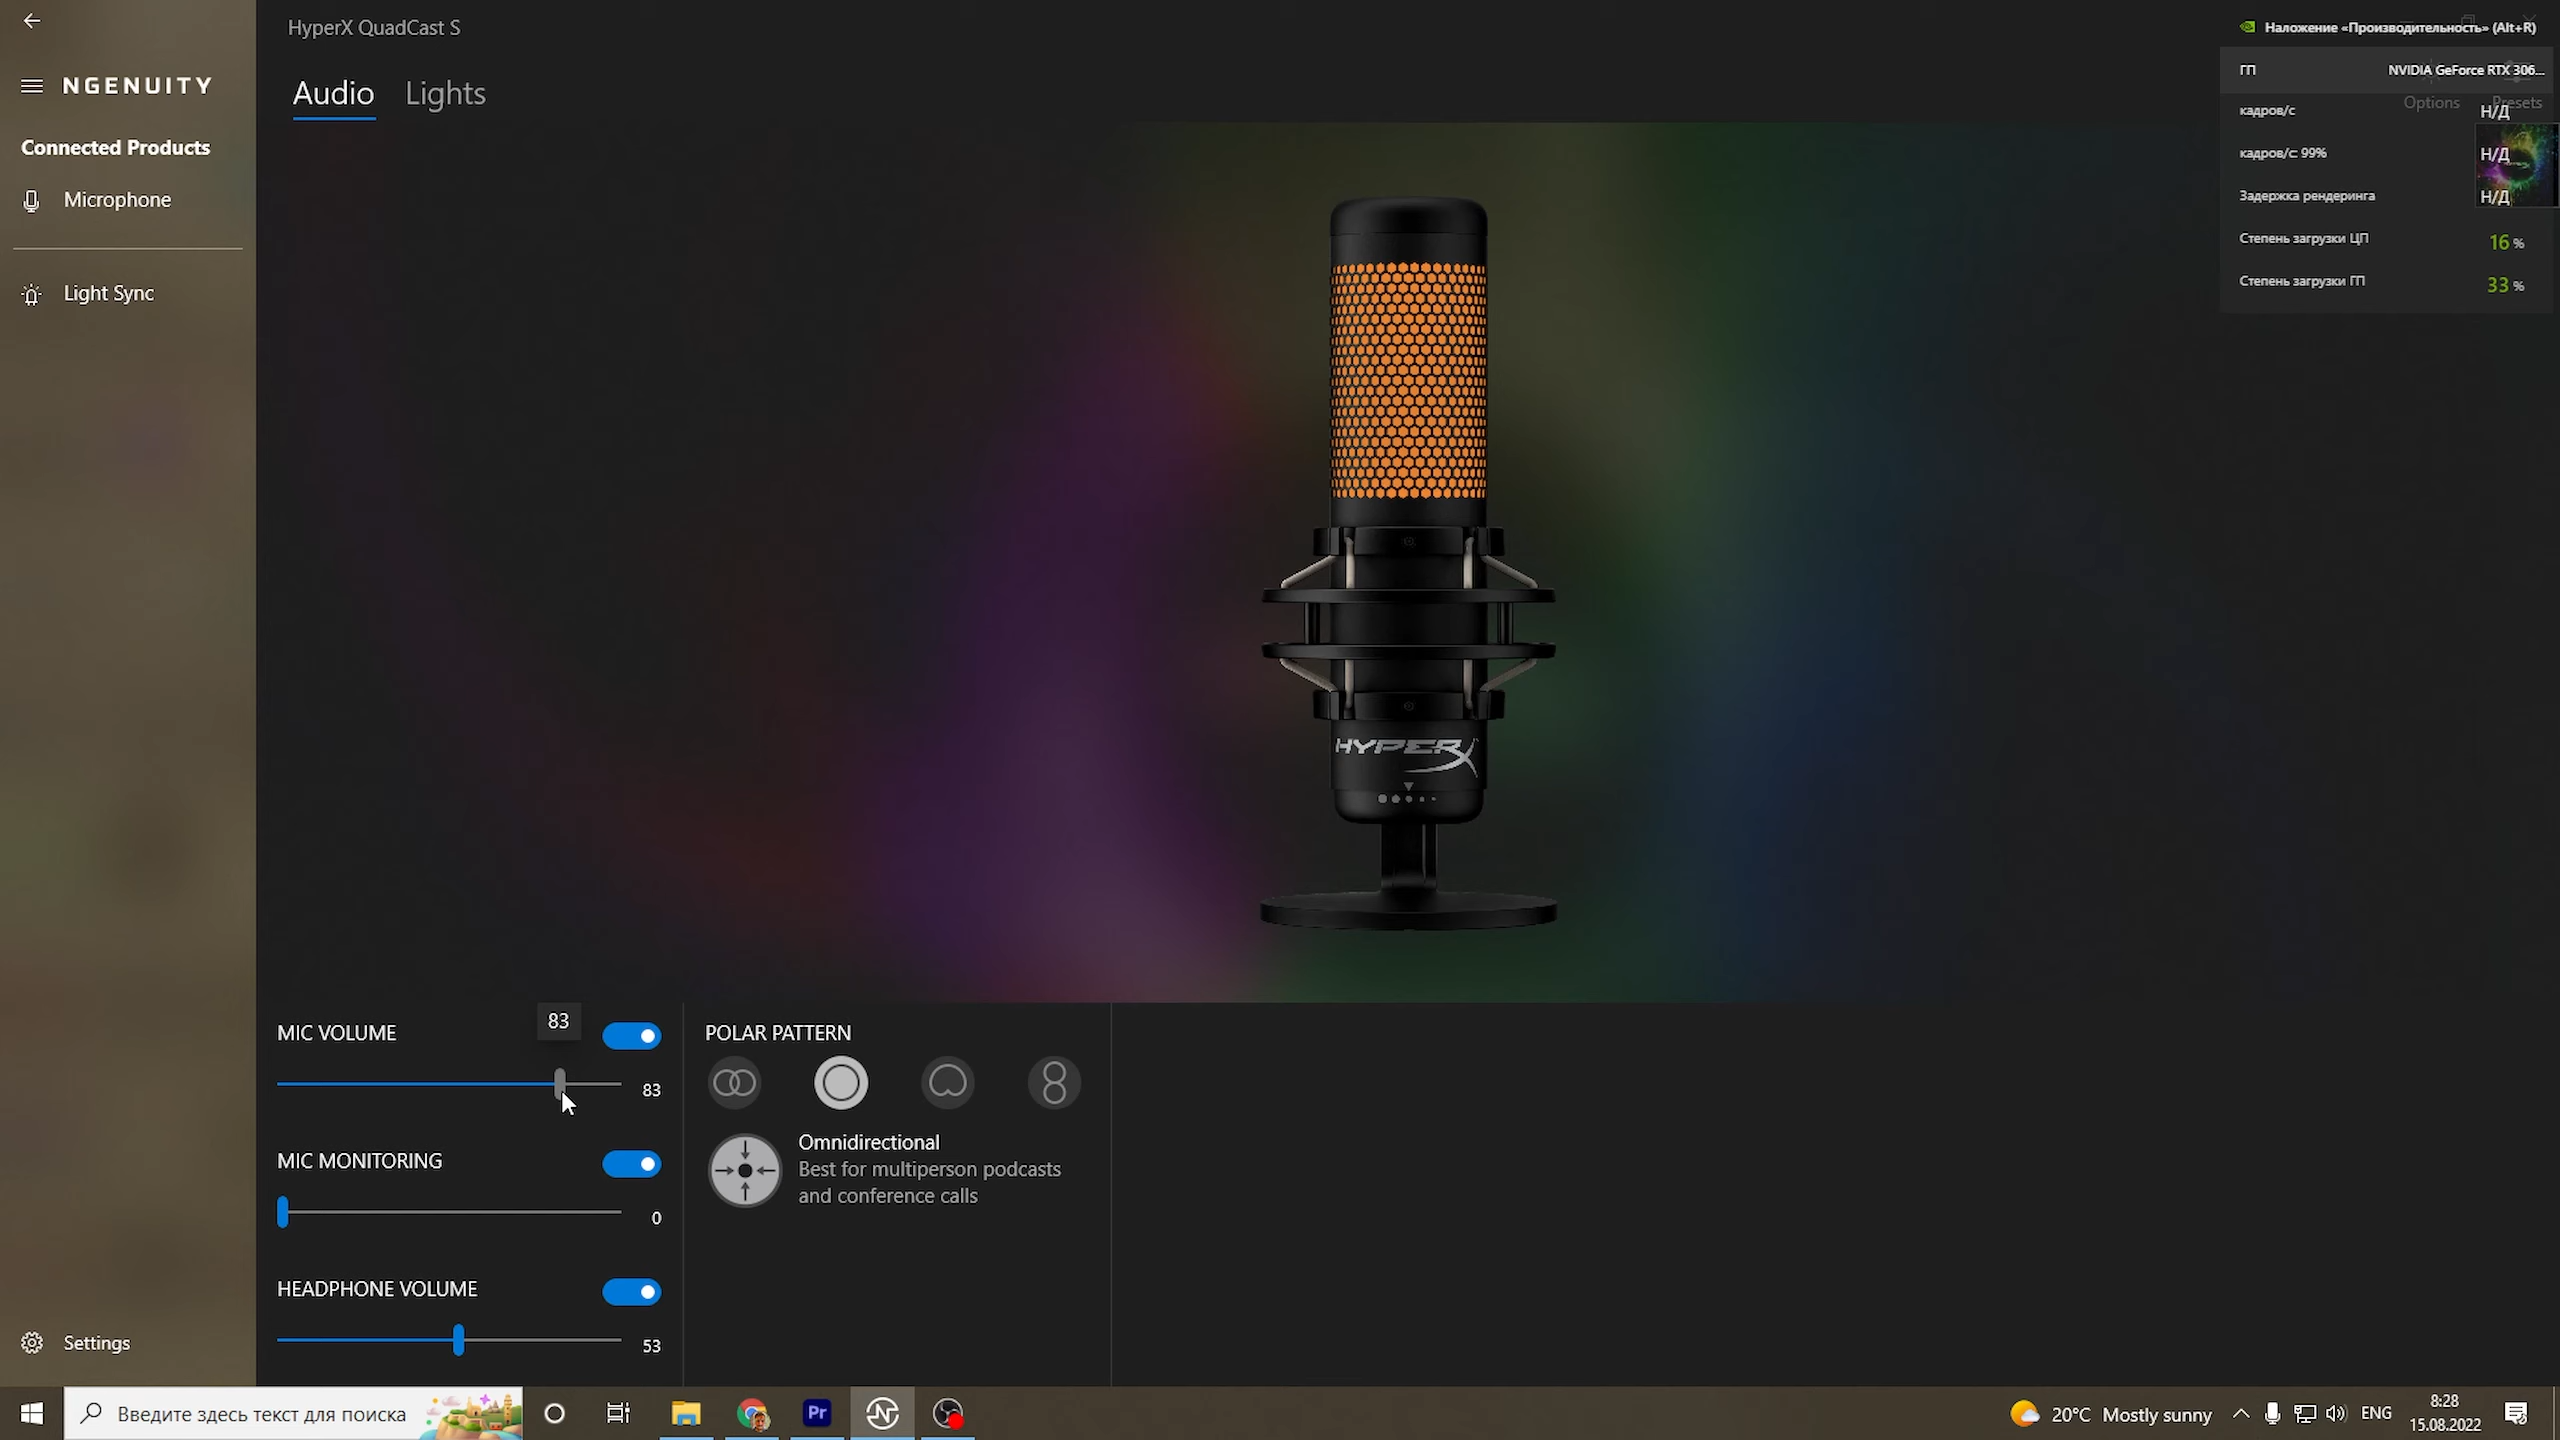 HyperX QuadCast S
NGENUITY
Audio
Lights
Connected Products
Microphone
Light Sync
Settings
Наложение «Производительность» (Alt+R)
ГП
NVIDIA GeForce RTX 306...
Options
Presets
кадров/с
Н/Д
кадров/с 99%
Н/Д
Задержка рендеринга
Н/Д
Степень загрузки ЦП
16 %
Степень загрузки ГП
33 %
HYPERX
MIC VOLUME
83
83
MIC MONITORING
0
HEADPHONE VOLUME
53
POLAR PATTERN
Omnidirectional
Best for multiperson podcasts
and conference calls
Введите здесь текст для поиска
Pr
20°C Mostly sunny
ENG
8:28
15.08.2022